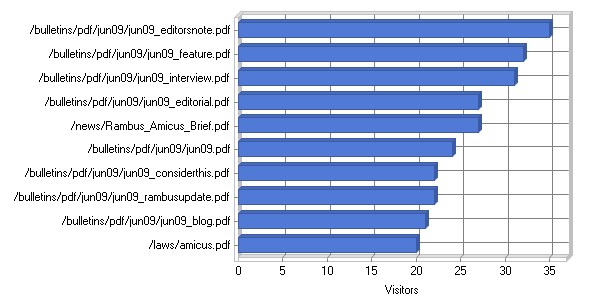 /bulletins/pdf/jun09/jun09_editorsnote.pdf
/bulletins/pdf/jun09/jun09_feature.pdf
/bulletins/pdf/jun09/jun09_interview.pdf
/bulletins/pdf/jun09/jun09_editorial.pdf
/news/Rambus_Amicus_Brief.pdf
/bulletins/pdf/jun09/jun09.pdf
/bulletins/pdf/jun09/jun09_considerthis.pdf
/bulletins/pdf/jun09/jun09_rambusupdate.pdf
/bulletins/pdf/jun09/jun09_blog.pdf
/laws/amicus.pdf
0 5 10 15 20 25 30 35
Visitors